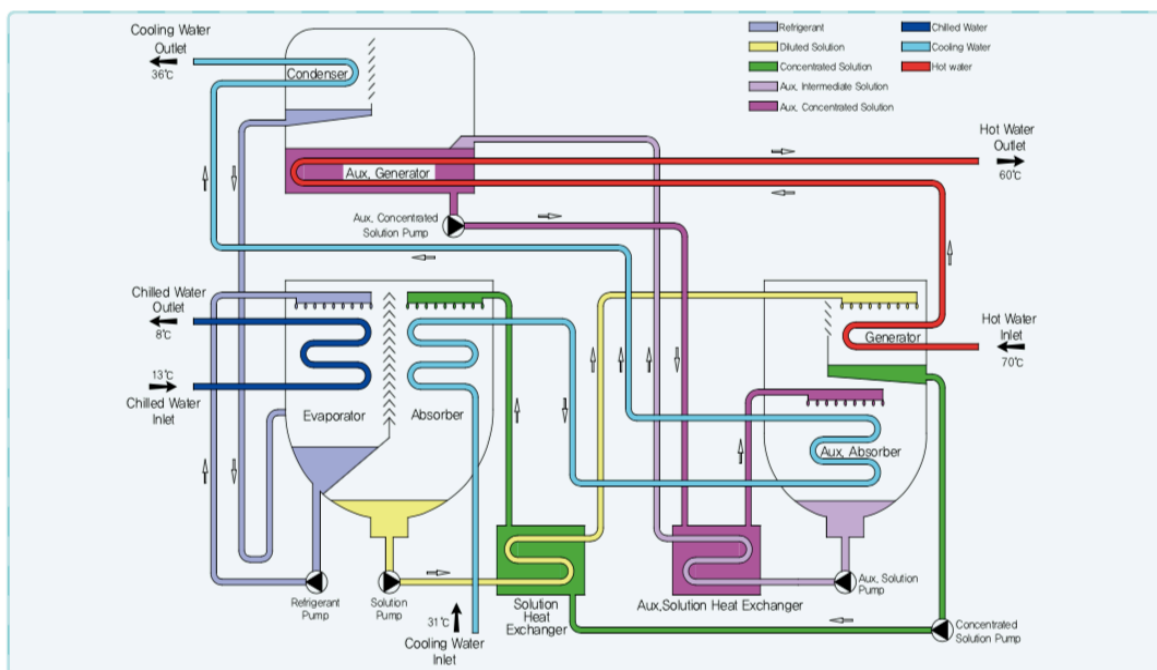 Cooling Water
Outlet
36℃
Condenser
Refrigerant
Diluted Solution
Concentrated Solution
Aux, Intermediate Solution
Aux, Concentrated Solution
Chilled Water
Cooling Water
Hot water
Hot Water
Outlet
60℃
Aux, Generator
Aux, Concentrated
Solution Pump
Chilled Water
Outlet
8℃
13℃
Chilled Water
Inlet
Evaporator
Absorber
Generator
Hot Water
Inlet
70℃
Aux, Absorber
Refrigerant
Pump
Solution
Pump
31℃
Cooling Water
Inlet
Solution
Heat
Exchanger
Aux,Solution Heat Exchanger
Aux, Solution
Pump
Concentrated
Solution Pump